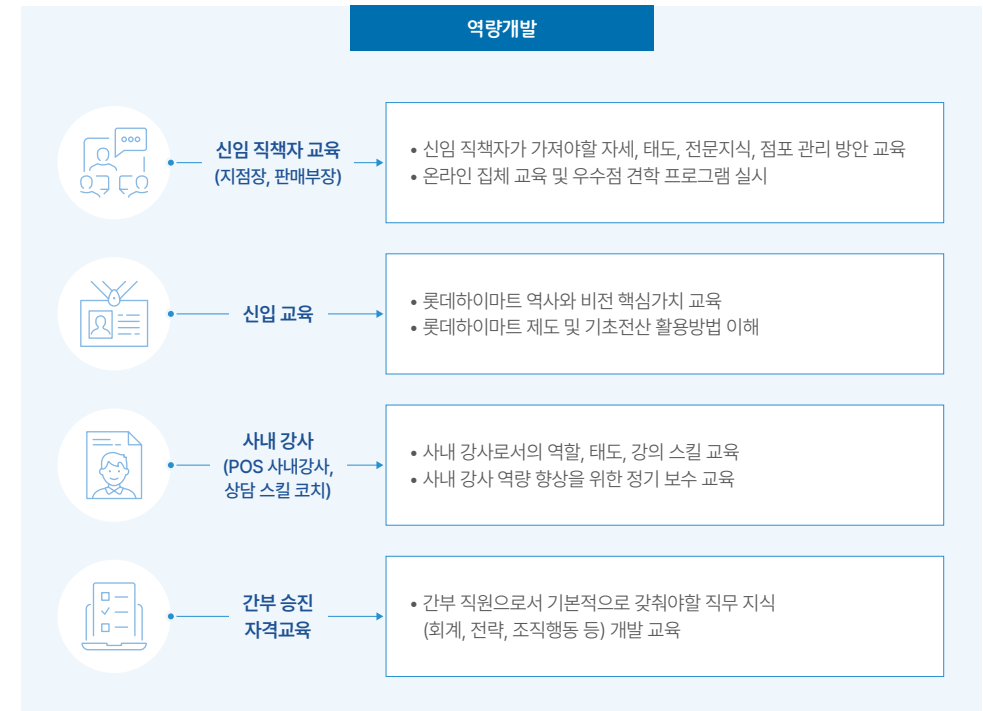 역량개발
신임 직책자 교육
(지점장, 판매부장)
• 신임 직책자가 가져야할 자세, 태도, 전문지식, 점포 관리 방안 교육
• 온라인 집체 교육 및 우수점 견학 프로그램 실시
신입 교육
• 롯데하이마트 역사와 비전 핵심가치 교육
• 롯데하이마트 제도 및 기초전산 활용방법 이해
사내 강사
(POS 사내강사,
상담 스킬 코치)
• 사내 강사로서의 역할, 태도, 강의 스킬 교육
• 사내 강사 역량 향상을 위한 정기 보수 교육
간부 승진
자격교육
• 간부 직원으로서 기본적으로 갖춰야할 직무 지식
(회계, 전략, 조직행동 등) 개발 교육